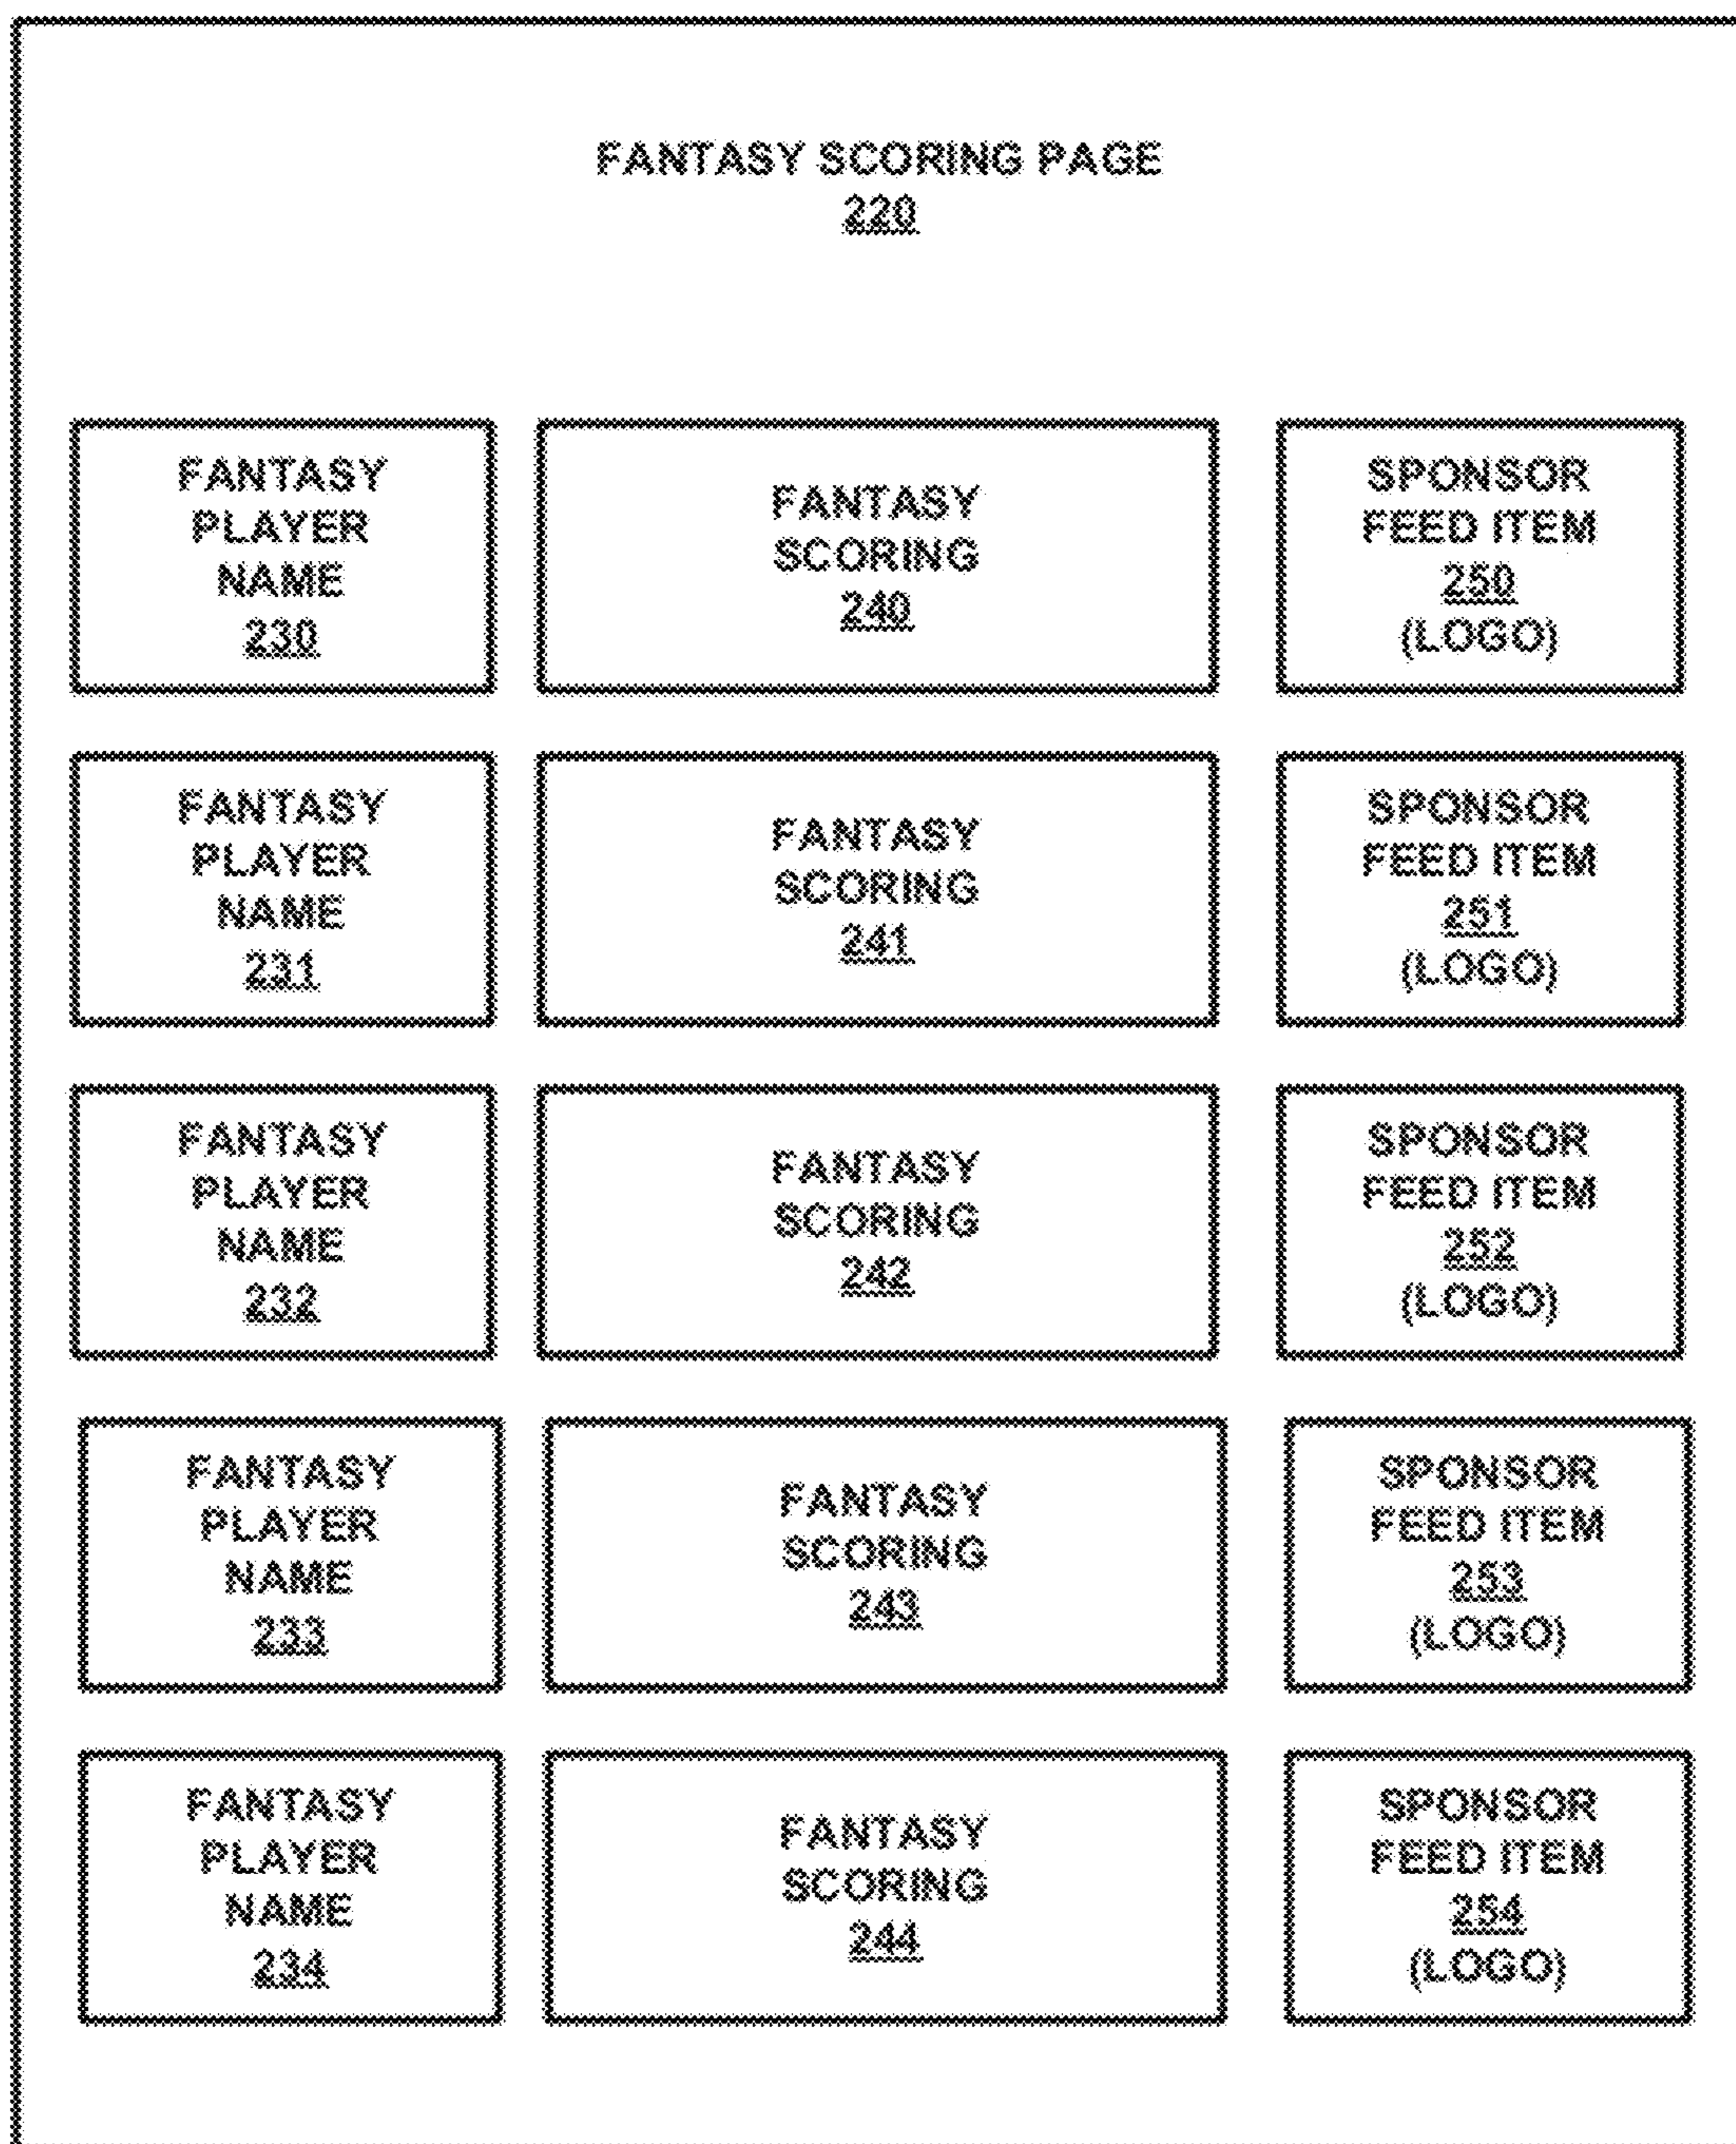 FANTASY SCORING PAGE
220
FANTASY
PLAYER
NAME
230
FANTASY
SCORING
240
SPONSOR
FEED ITEM
250
(LOGO)
FANTASY
PLAYER
NAME
231
FANTASY
SCORING
241
SPONSOR
FEED ITEM
251
(LOGO)
FANTASY
PLAYER
NAME
232
FANTASY
SCORING
242
SPONSOR
FEED ITEM
252
(LOGO)
FANTASY
PLAYER
NAME
233
FANTASY
SCORING
243
SPONSOR
FEED ITEM
253
(LOGO)
FANTASY
PLAYER
NAME
234
FANTASY
SCORING
244
SPONSOR
FEED ITEM
254
(LOGO)